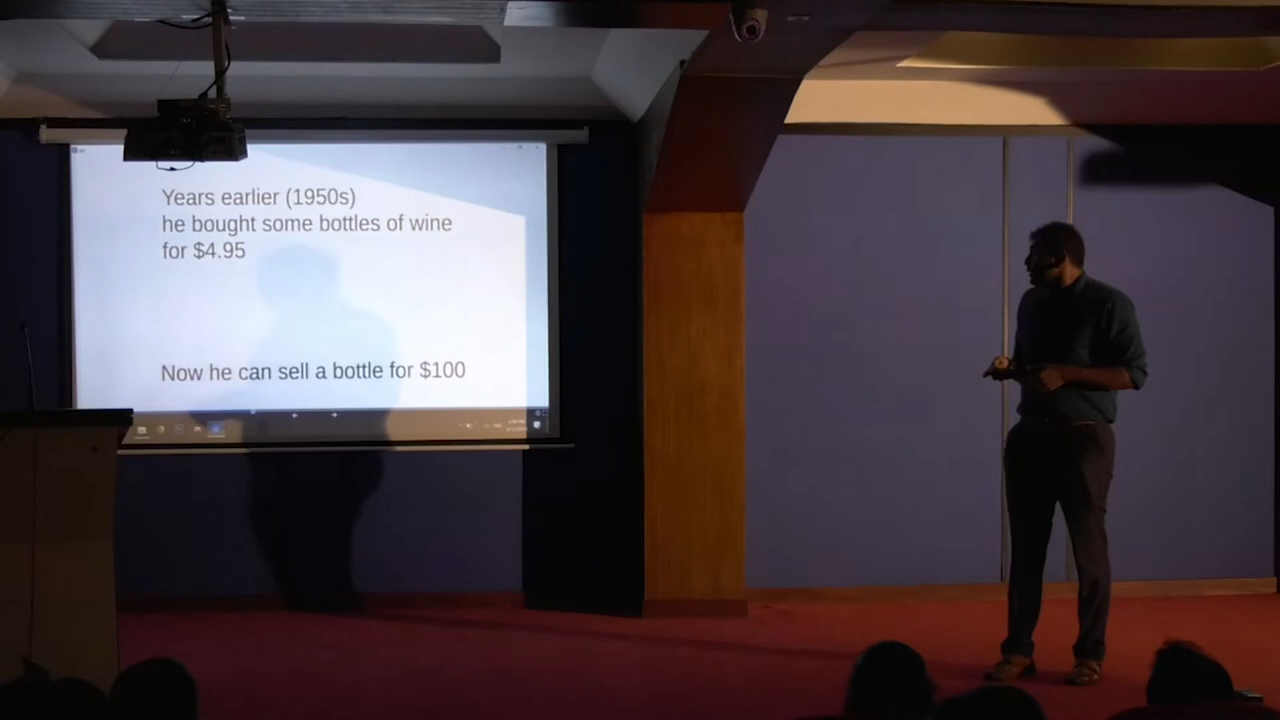 Years earlier (1950s)
he bought some bottles of wine
for $4.95
Now he can sell a bottle for $100